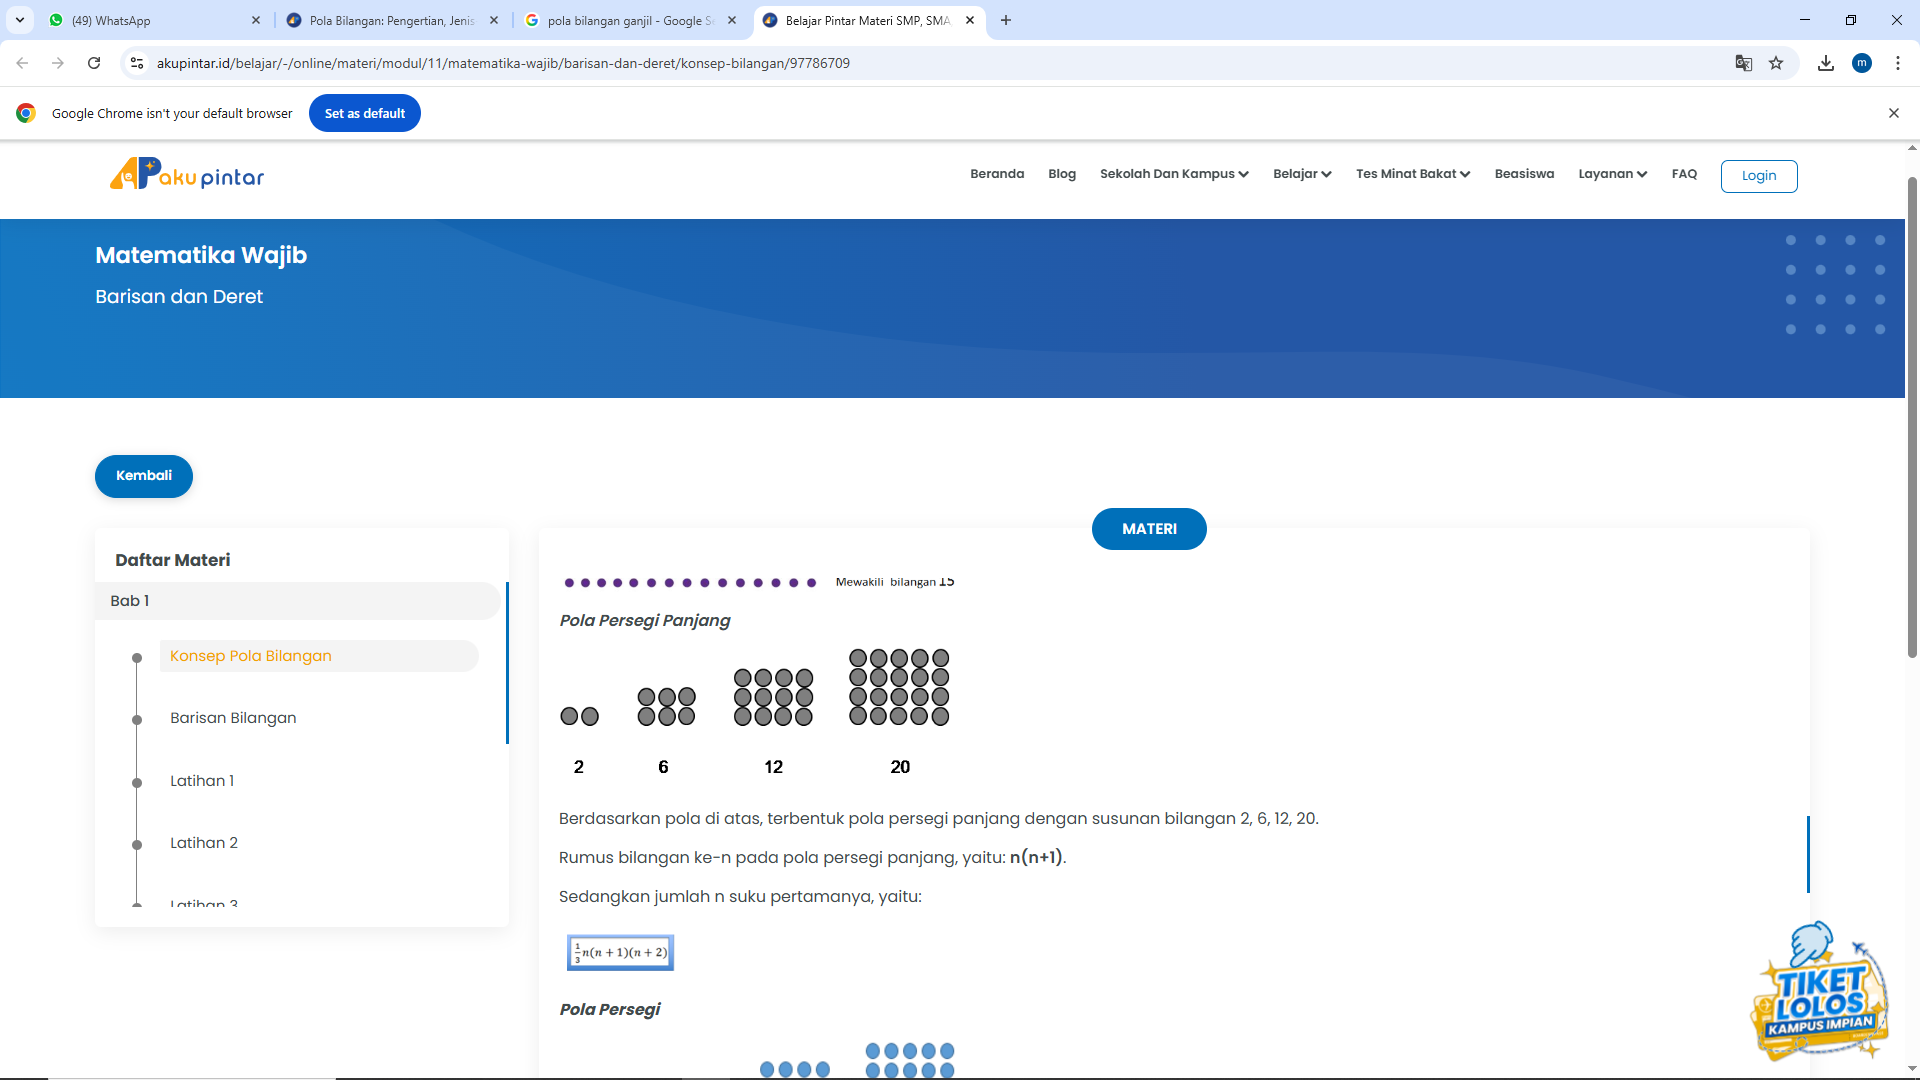 (49) WhatsApp
Pola Bilangan: Pengertian, Jenis
pola bilangan ganjil - Google Se
Belajar Pintar Materi SMP, SMA,
akupintar.id/belajar/-/online/materi/modul/11/matematika-wajib/barisan-dan-deret/konsep-bilangan/97786709
m
Google Chrome isn't your default browser
Set as default
AP aku pintar
Beranda
Blog
Sekolah Dan Kampus
Belajar
Tes Minat Bakat
Beasiswa
Layanan
FAQ
Login
Matematika Wajib
Barisan dan Deret
Kembali
MATERI
Daftar Materi
Bab 1
Konsep Pola Bilangan
Barisan Bilangan
Latihan 1
Latihan 2
Latihan 3
Mewakili bilangan 15
Pola Persegi Panjang
2 6 12 20
Berdasarkan pola di atas, terbentuk pola persegi panjang dengan susunan bilangan 2, 6, 12, 20.
Rumus bilangan ke-n pada pola persegi panjang, yaitu: n(n+1).
Sedangkan jumlah n suku pertamanya, yaitu:
1/3 n(n + 1)(n + 2)
Pola Persegi
TIKET
LOLOS
KAMPUS IMPIAN